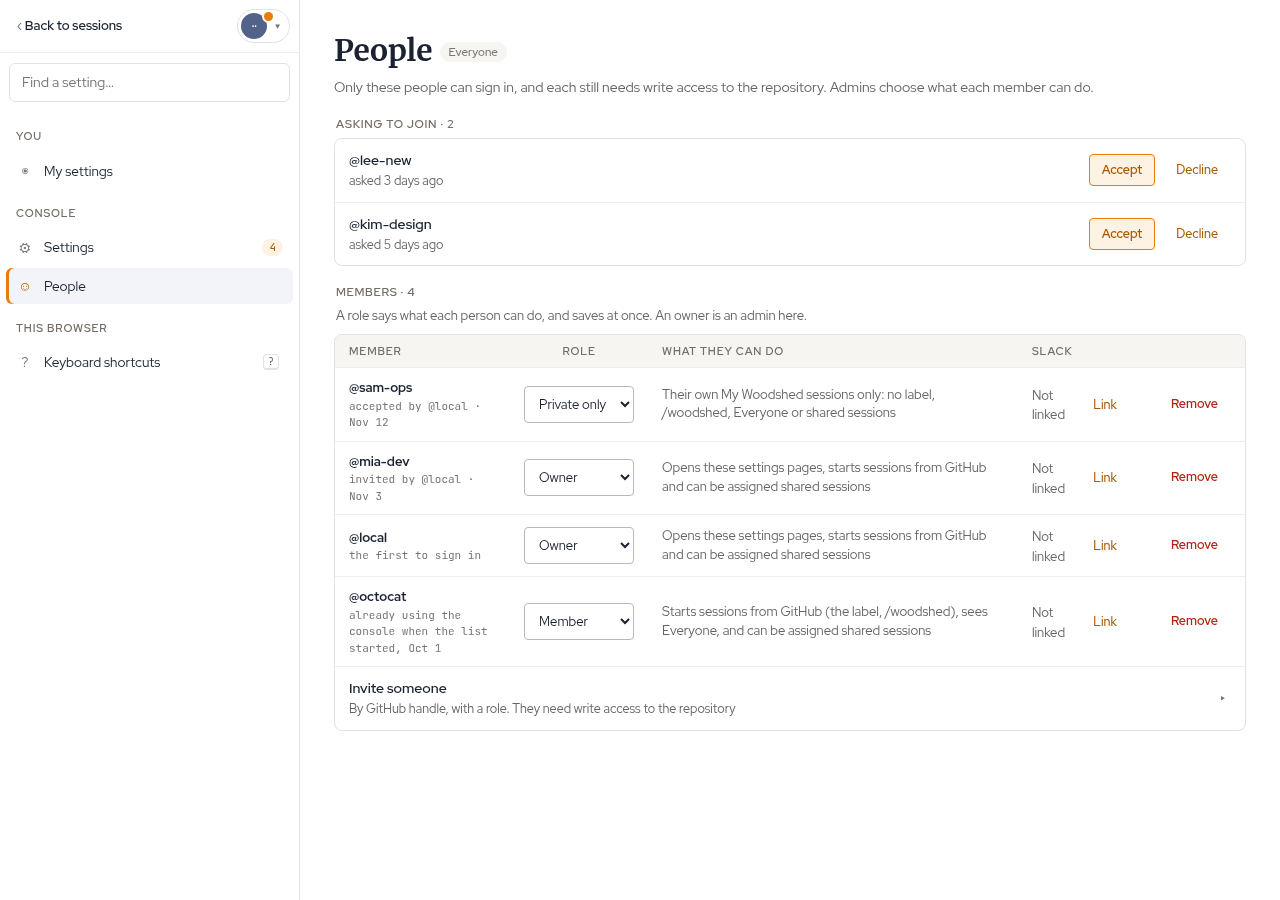 ‹ Back to sessions
Find a setting...
YOU
My settings
CONSOLE
Settings 4
People
THIS BROWSER
? Keyboard shortcuts ?
People Everyone
Only these people can sign in, and each still needs write access to the repository. Admins choose what each member can do.
ASKING TO JOIN · 2
@lee-new
asked 3 days ago
Accept Decline
@kim-design
asked 5 days ago
Accept Decline
MEMBERS · 4
A role says what each person can do, and saves at once. An owner is an admin here.
MEMBER ROLE WHAT THEY CAN DO SLACK
@sam-ops
accepted by @local ·
Nov 12
Private only
Their own My Woodshed sessions only: no label,
/woodshed, Everyone or shared sessions
Not
linked
Link Remove
@mia-dev
invited by @local ·
Nov 3
Owner
Opens these settings pages, starts sessions from GitHub
and can be assigned shared sessions
Not
linked
Link Remove
@local
the first to sign in
Owner
Opens these settings pages, starts sessions from GitHub
and can be assigned shared sessions
Not
linked
Link Remove
@octocat
already using the
console when the list
started, Oct 1
Member
Starts sessions from GitHub (the label, /woodshed), sees
Everyone, and can be assigned shared sessions
Not
linked
Link Remove
Invite someone
By GitHub handle, with a role. They need write access to the repository